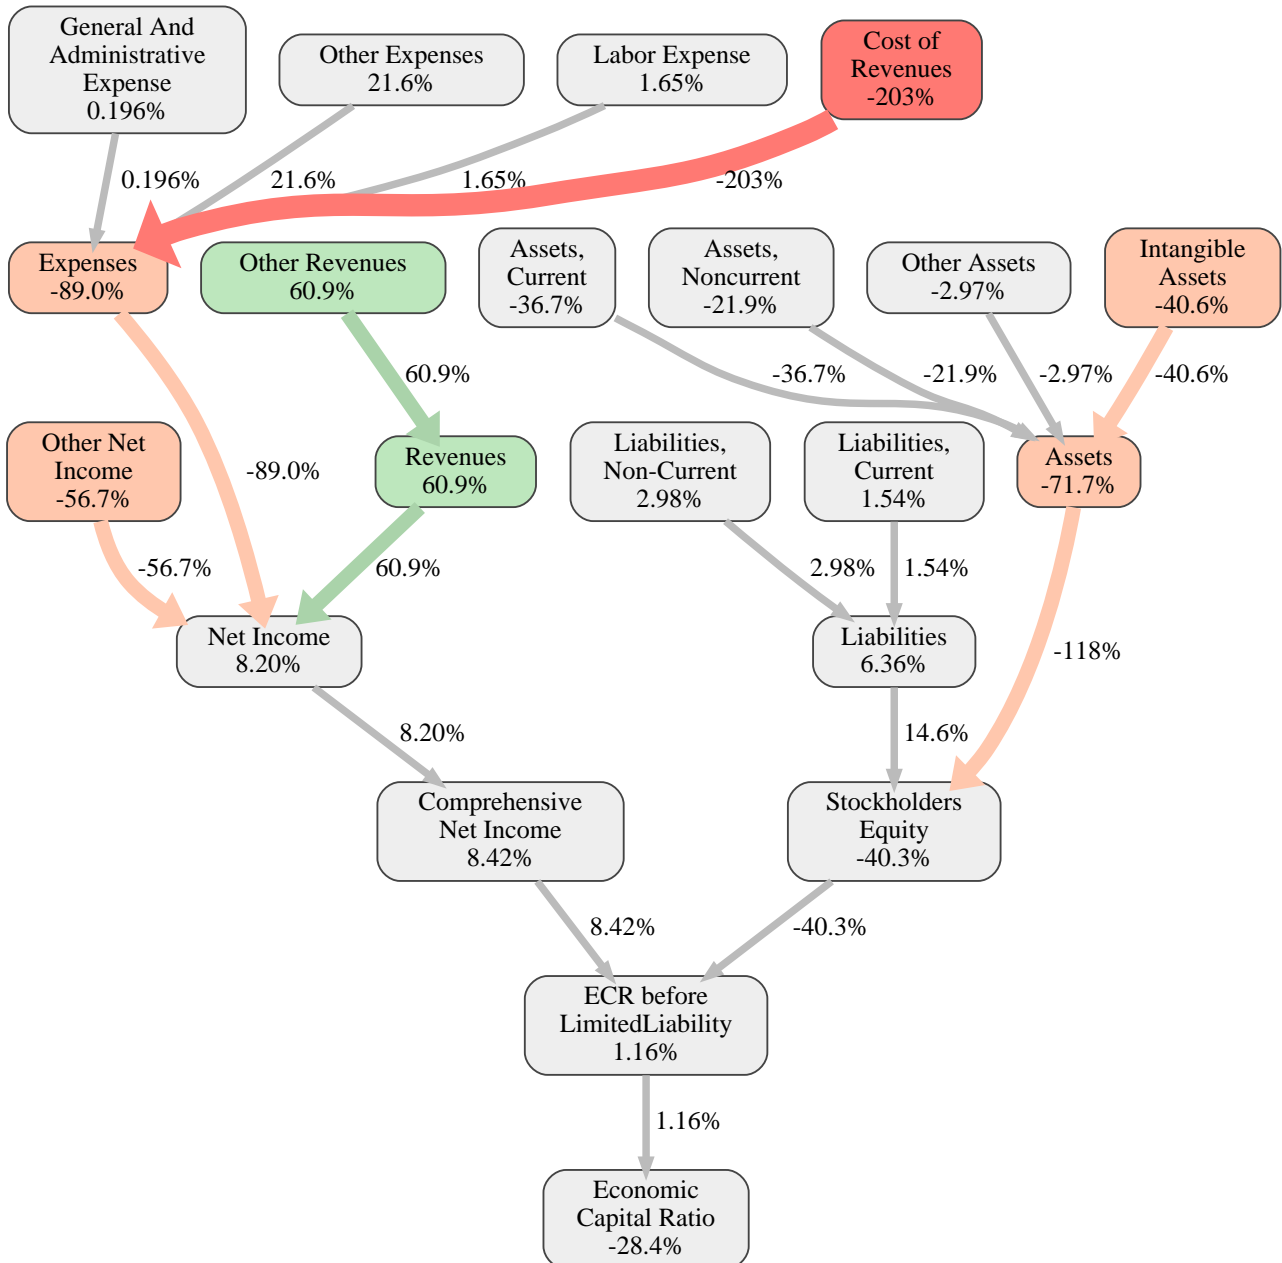 General And
Administrative
Expense
0.196%
Other Expenses
21.6%
Labor Expense
1.65%
Cost of
Revenues
-203%
0.196%
21.6%
1.65%
-203%
Expenses
-89.0%
Other Revenues
60.9%
Assets,
Current
-36.7%
Assets,
Noncurrent
-21.9%
Other Assets
-2.97%
Intangible
Assets
-40.6%
60.9%
-36.7%
-21.9%
-2.97%
-40.6%
Other Net
Income
-56.7%
-89.0%
Revenues
60.9%
Liabilities,
Non-Current
2.98%
Liabilities,
Current
1.54%
Assets
-71.7%
-56.7%
60.9%
2.98%
1.54%
Net Income
8.20%
Liabilities
6.36%
-118%
8.20%
14.6%
Comprehensive
Net Income
8.42%
Stockholders
Equity
-40.3%
8.42%
-40.3%
ECR before
LimitedLiability
1.16%
1.16%
Economic
Capital Ratio
-28.4%